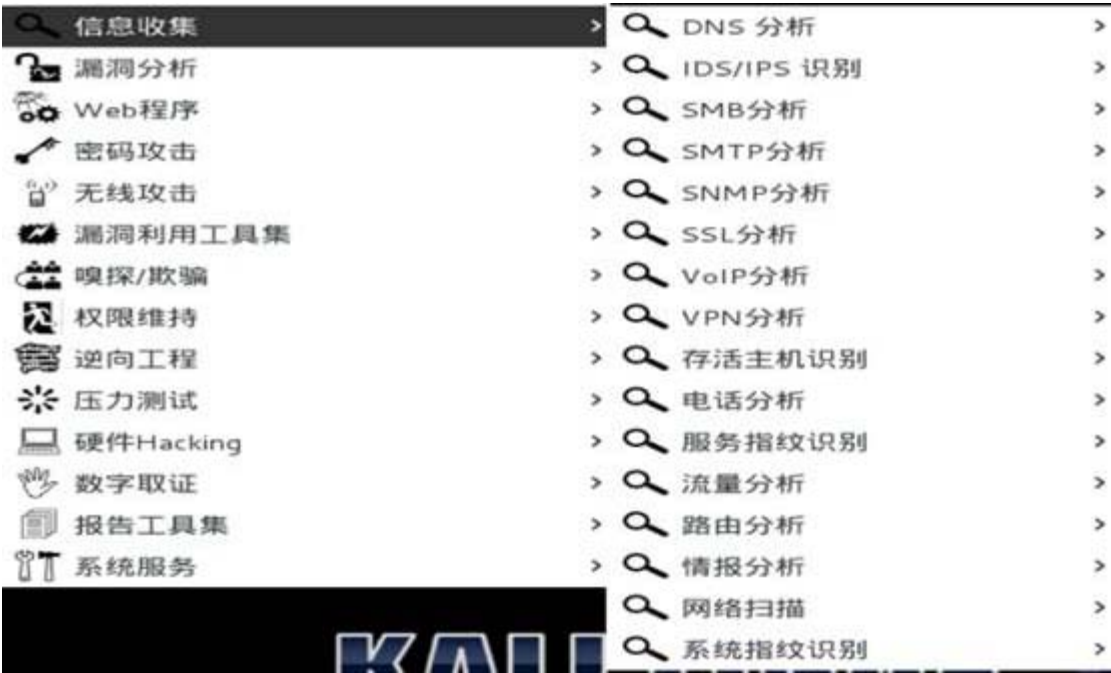 信息收集
漏洞分析
Web程序
密码攻击
无线攻击
漏洞利用工具集
嗅探/欺骗
权限维持
逆向工程
压力测试
硬件Hacking
数字取证
报告工具集
系统服务
KALI
DNS 分析
IDS/IPS 识别
SMB分析
SMTP分析
SNMP分析
SSL分析
VoIP分析
VPN分析
存活主机识别
电话分析
服务指纹识别
流量分析
路由分析
情报分析
网络扫描
系统指纹识别